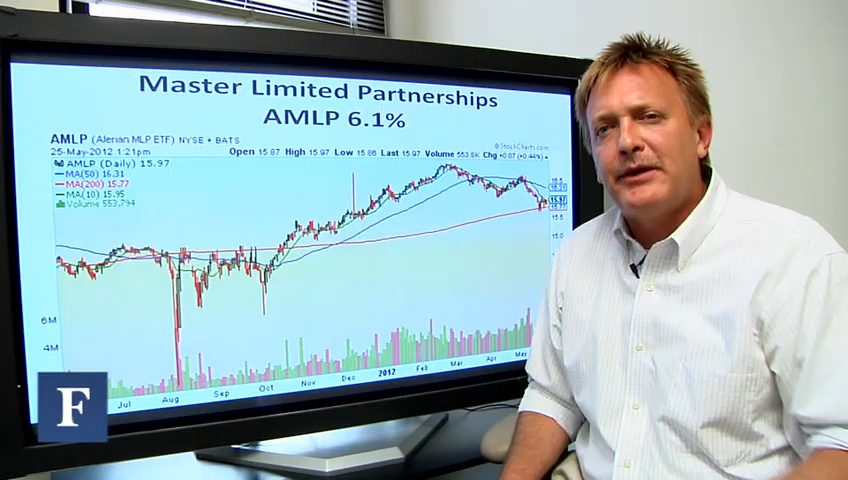 Master Limited Partnerships
AMLP 6.1%
AMLP (Alerian MLP ETF) NYSE + BATS
© StockCharts.com
25-May-2012 1:21pm
Open 15.87 High 15.97 Low 15.86 Last 15.97 Volume 553.8K Chg +0.07 (+0.44%)
AMLP (Daily) 15.97
MA(50) 16.31
MA(200) 15.77
MA(10) 15.95
Volume 553,794
16.5
16.31
15.97
15.77
15.5
15.0
6M
4M
Jul Aug Sep Oct Nov Dec 2012 Feb Mar Apr May
F